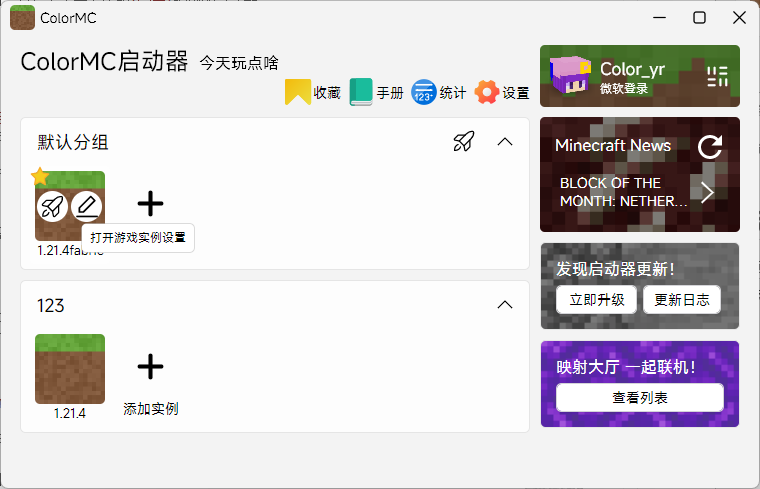 ColorMC
ColorMC启动器 今天玩点啥
收藏 手册 统计 设置
默认分组
打开游戏实例设置
1.21.4fabric
123
1.21.4
添加实例
Color_yr
微软登录
Minecraft News
BLOCK OF THE
MONTH: NETHER...
发现启动器更新！
立即升级 更新日志
映射大厅 一起联机！
查看列表